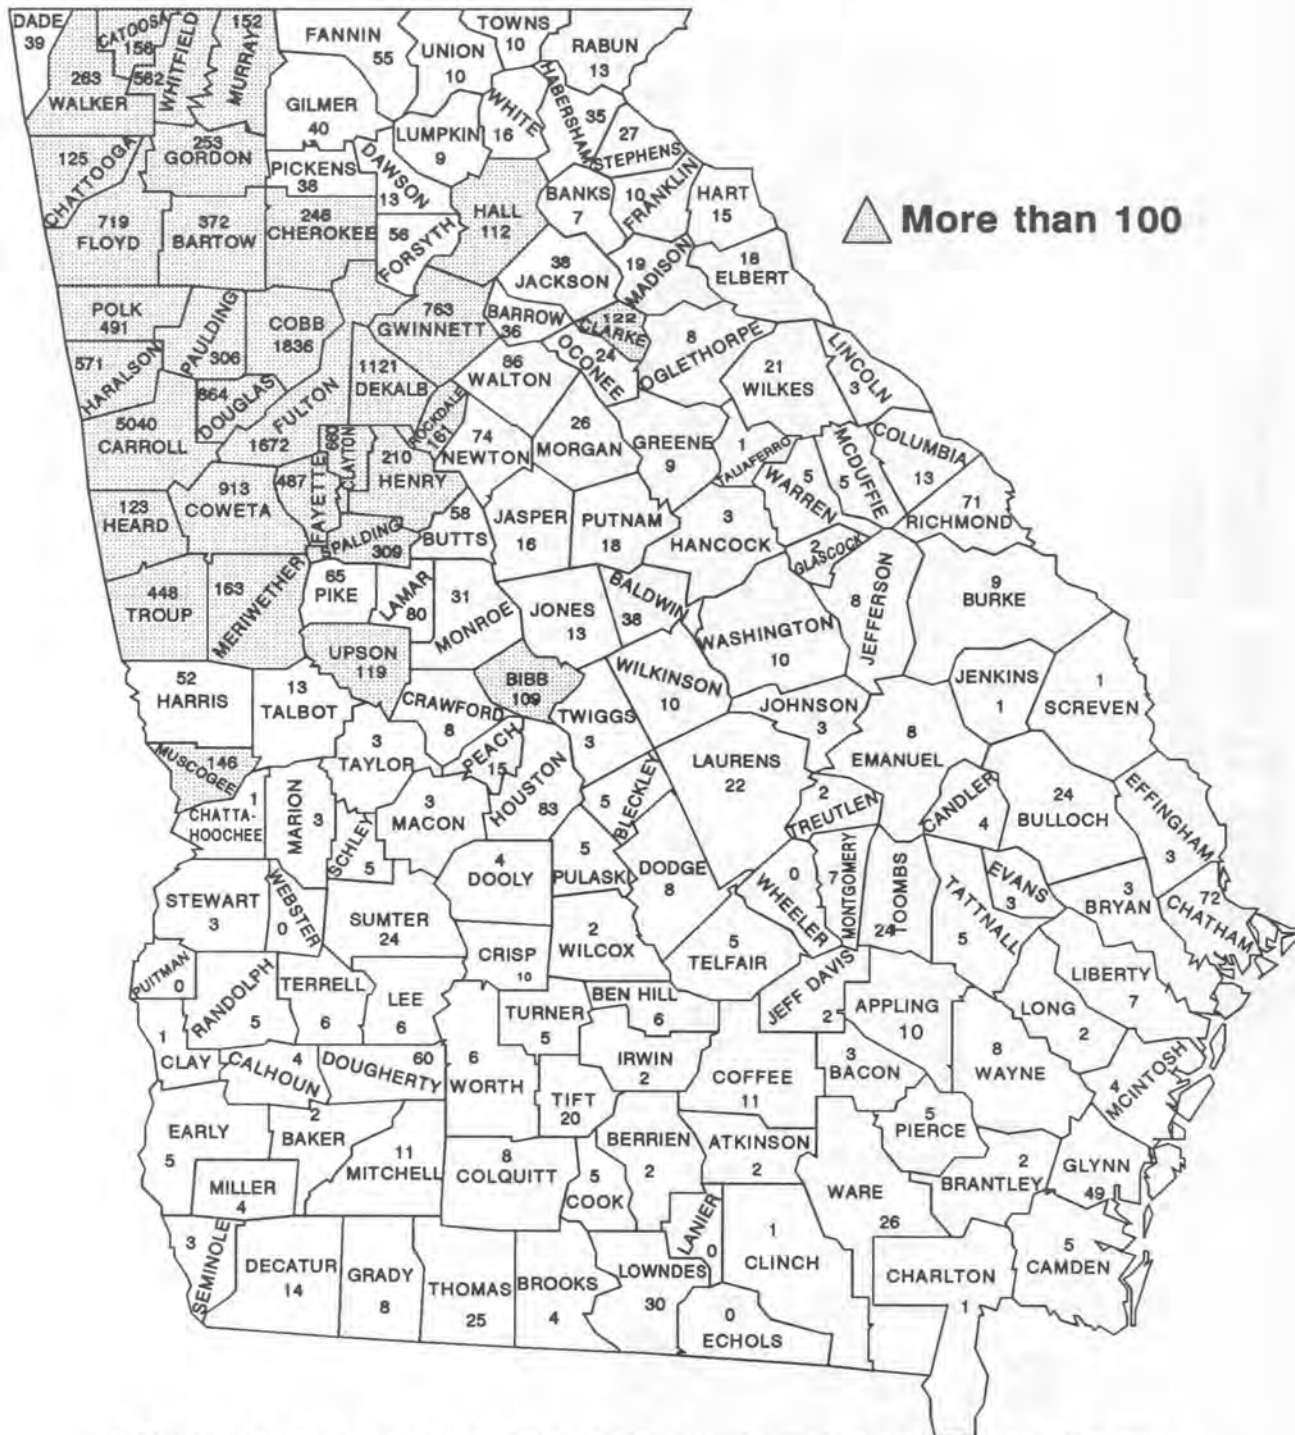 DADE
39
CATOOSA
156
263
WALKER
562
WHITFIELD
152
MURRAY
FANNIN
55
UNION
10
TOWNS
10
RABUN
13
GILMER
40
LUMPKIN
9
WHITE
16
HABERSHAM
35
27
STEPHENS
125
CHATTOOGA
253
GORDON
PICKENS
38
DAWSON
13
HALL
112
BANKS
7
10
FRANKLIN
HART
15
More than 100
719
FLOYD
372
BARTOW
246
CHEROKEE
56
FORSYTH
38
JACKSON
19
MADISON
18
ELBERT
POLK
491
PAULDING
306
COBB
1836
763
GWINNETT
BARROW
36
122
CLARKE
OCONEE
24
8
OGLETHORPE
21
WILKES
LINCOLN
3
571
HARALSON
864
DOUGLAS
FULTON
1672
1121
DEKALB
ROCKDALE
161
86
WALTON
5040
CARROLL
CLAYTON
210
HENRY
74
NEWTON
26
MORGAN
GREENE
9
1
TALIAFERRO
5
WARREN
MCDUFFIE
5
COLUMBIA
13
71
RICHMOND
123
HEARD
913
COWETA
487
FAYETTE
SPALDING
309
58
BUTTS
JASPER
16
PUTNAM
18
3
HANCOCK
2
GLASCOCK
8
JEFFERSON
9
BURKE
448
TROUP
163
MERIWETHER
65
PIKE
LAMAR
80
31
MONROE
JONES
13
BALDWIN
38
WASHINGTON
10
UPSON
119
BIBB
109
WILKINSON
10
JENKINS
1
1
SCREVEN
52
HARRIS
13
TALBOT
CRAWFORD
8
TWIGGS
3
JOHNSON
3
8
EMANUEL
146
MUSCOGEE
3
TAYLOR
PEACH
15
HOUSTON
83
LAURENS
22
5
BLECKLEY
2
TREUTLEN
CANDLER
4
24
BULLOCH
EFFINGHAM
3
1
CHATTA-
HOOCHEE
MARION
3
SCHLEY
5
3
MACON
4
DOOLY
5
PULASKI
DODGE
8
0
WHEELER
7
MONTGOMERY
TOOMBS
24
TATTNALL
5
EVANS
3
3
BRYAN
72
CHATHAM
STEWART
3
WEBSTER
0
SUMTER
24
CRISP
10
2
WILCOX
5
TELFAIR
JEFF DAVIS
2
LIBERTY
7
QUITMAN
0
RANDOLPH
5
TERRELL
6
LEE
6
TURNER
5
BEN HILL
6
APPLING
10
LONG
2
1
CLAY
4
CALHOUN
60
DOUGHERTY
6
WORTH
TIFT
20
IRWIN
2
COFFEE
11
3
BACON
8
WAYNE
4
MCINTOSH
EARLY
5
2
BAKER
11
MITCHELL
8
COLQUITT
BERRIEN
2
ATKINSON
2
5
PIERCE
2
BRANTLEY
GLYNN
49
MILLER
4
5
COOK
LANIER
0
WARE
26
3
SEMINOLE
DECATUR
14
GRADY
8
THOMAS
25
BROOKS
4
LOWNDES
30
1
CLINCH
0
ECHOLS
CHARLTON
1
5
CAMDEN